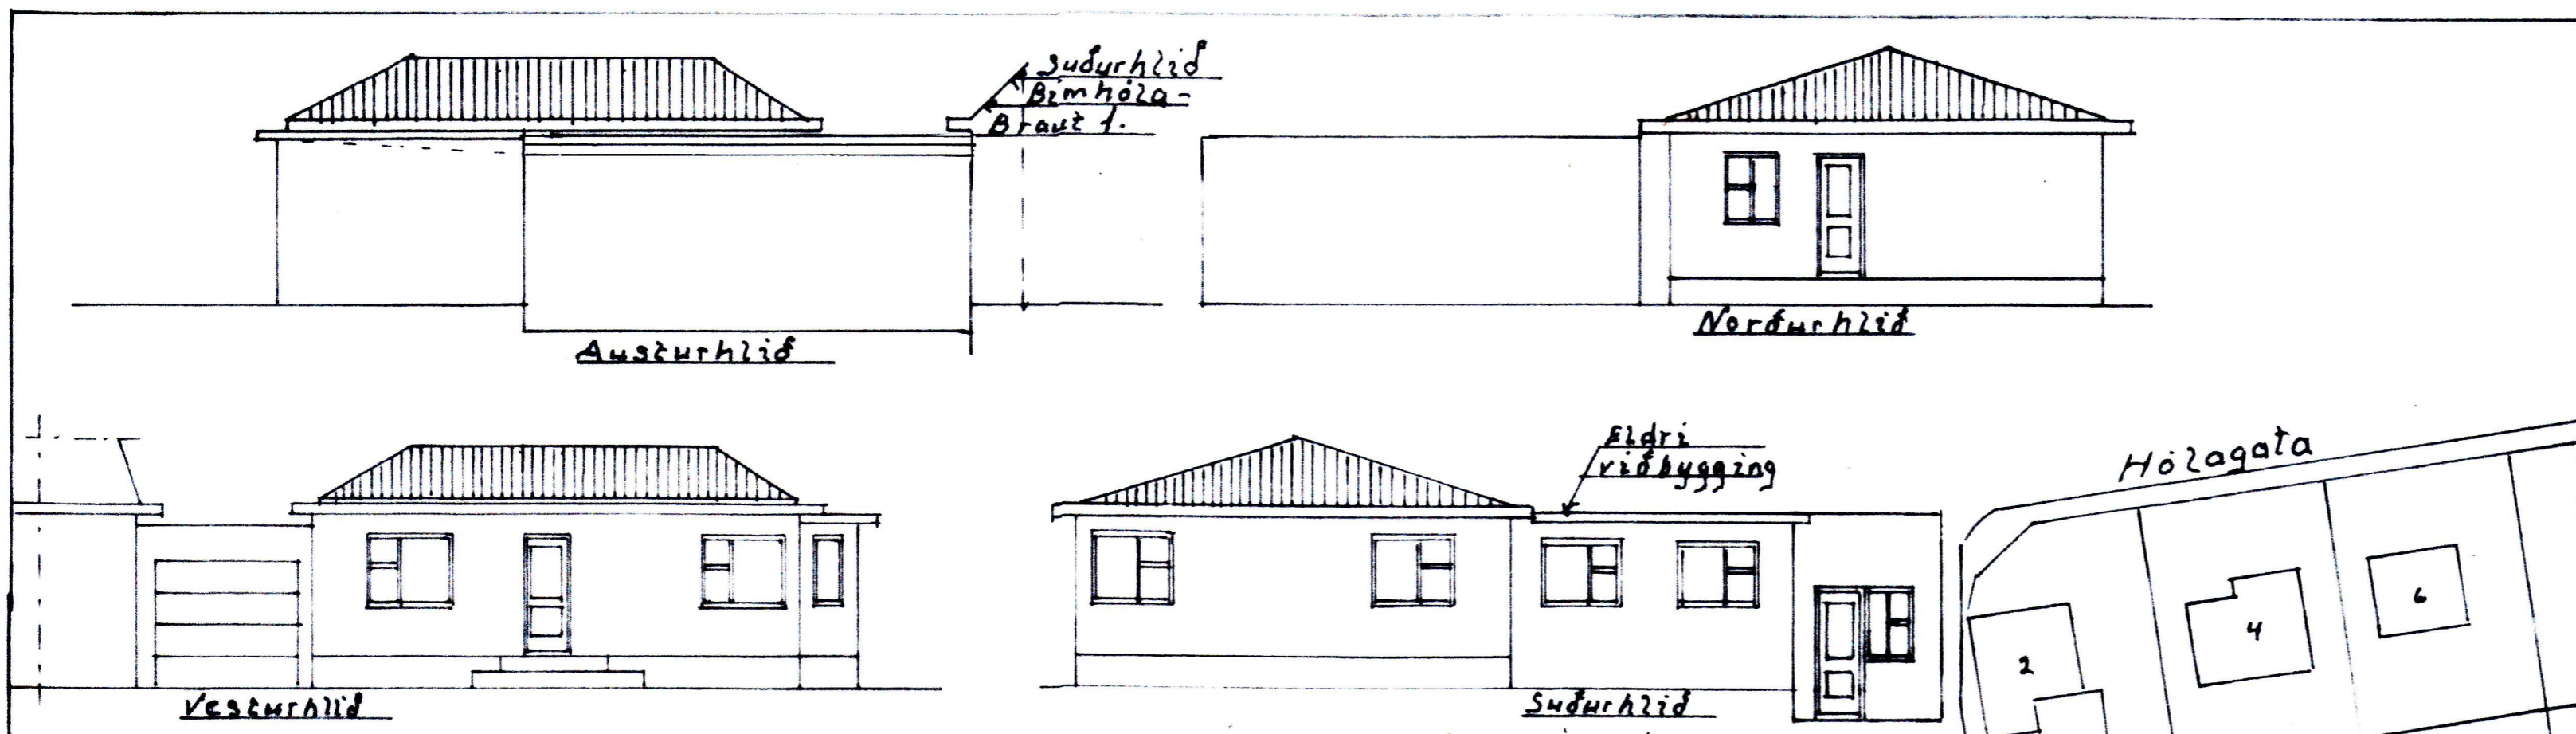 Suðurhlið
Bimhóla-
Braut 1.
Austurhlið
Norðurhlið
Vesturhlið
Eldri
viðbygging
Suðurhlið
Hólagata
2
4
6